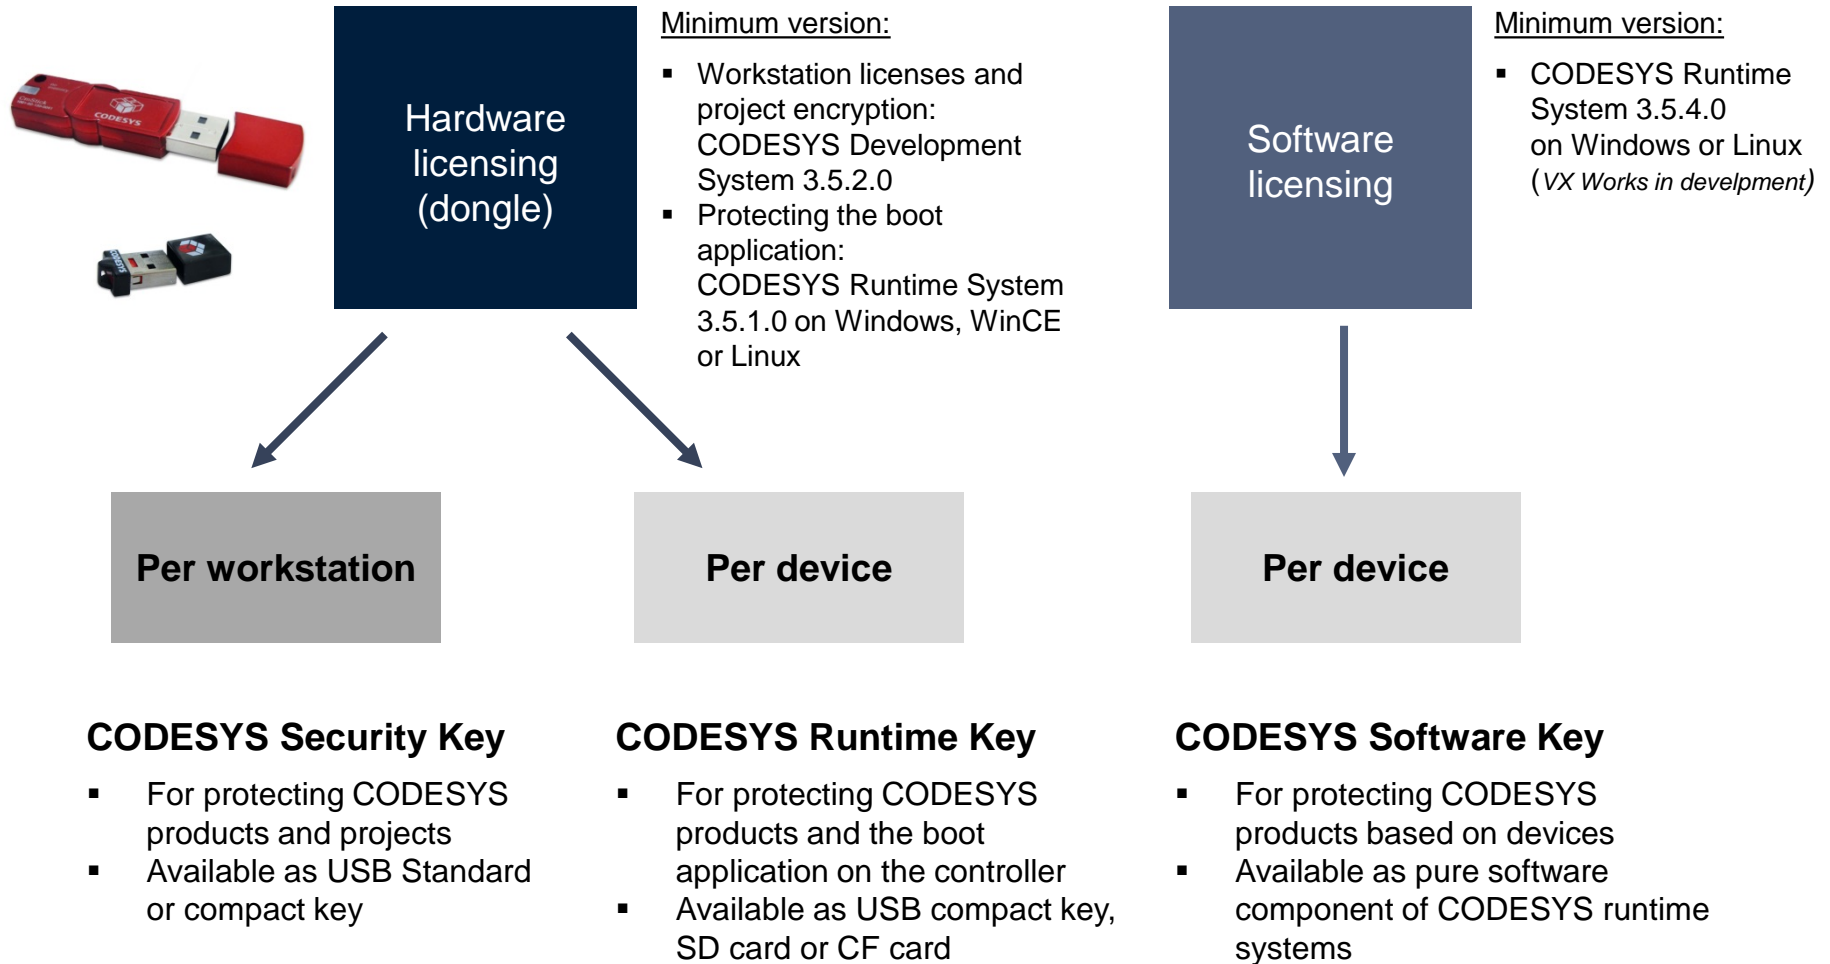 CODESYS
CODESYS
Hardware
licensing
(dongle)
Minimum version:
▪ Workstation licenses and
project encryption:
CODESYS Development
System 3.5.2.0
▪ Protecting the boot
application:
CODESYS Runtime System
3.5.1.0 on Windows, WinCE
or Linux
Software
licensing
Minimum version:
▪ CODESYS Runtime
System 3.5.4.0
on Windows or Linux
(VX Works in develpment)
Per workstation
Per device
Per device
CODESYS Security Key
▪ For protecting CODESYS
products and projects
▪ Available as USB Standard
or compact key
CODESYS Runtime Key
▪ For protecting CODESYS
products and the boot
application on the controller
▪ Available as USB compact key,
SD card or CF card
CODESYS Software Key
▪ For protecting CODESYS
products based on devices
▪ Available as pure software
component of CODESYS runtime
systems